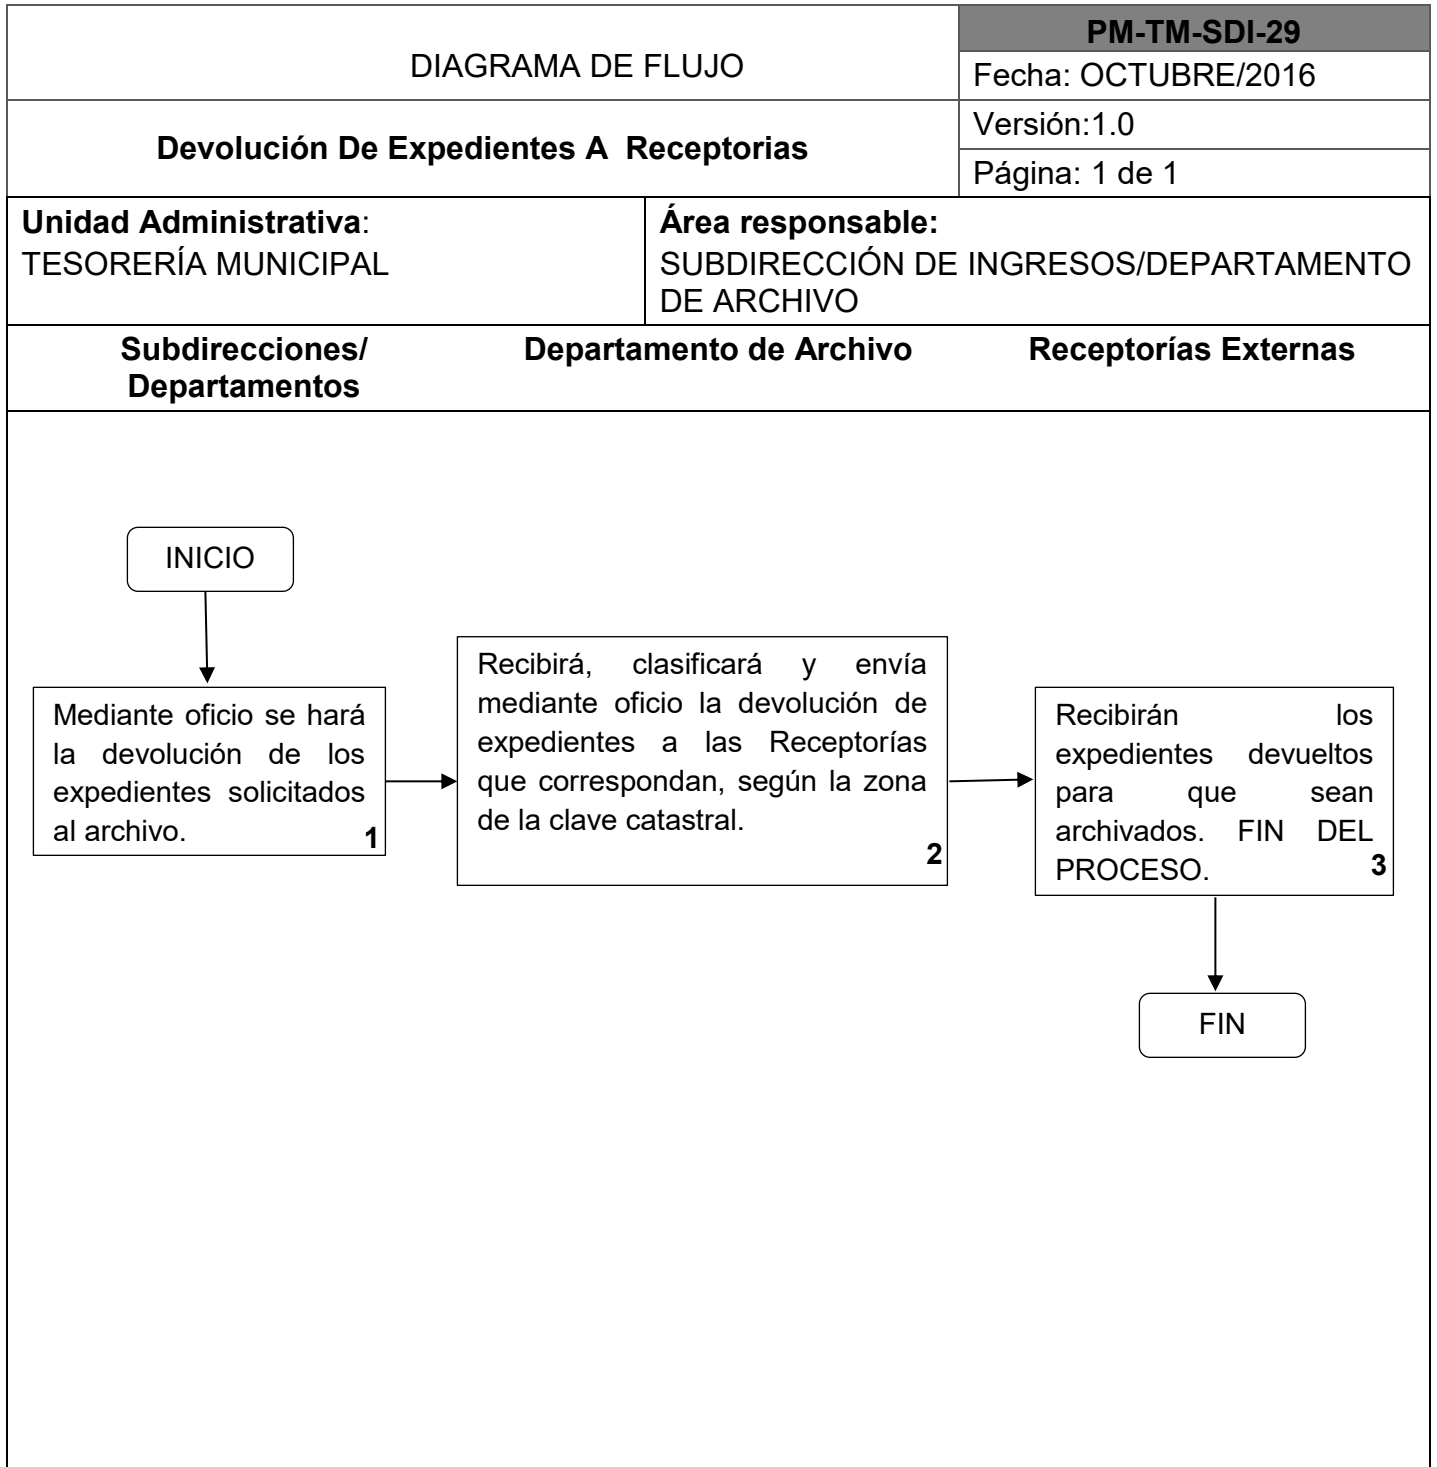 DIAGRAMA DE FLUJO
PM-TM-SDI-29
Fecha: OCTUBRE/2016
Devolución De Expedientes A Receptorias
Versión:1.0
Página: 1 de 1
Unidad Administrativa:
TESORERÍA MUNICIPAL
Área responsable:
SUBDIRECCIÓN DE INGRESOS/DEPARTAMENTO
DE ARCHIVO
Subdirecciones/
Departamentos
Departamento de Archivo
Receptorías Externas
INICIO
Mediante oficio se hará
la devolución de los
expedientes solicitados
al archivo.
1
Recibirá, clasificará y envía
mediante oficio la devolución de
expedientes a las Receptorías
que correspondan, según la zona
de la clave catastral.
2
Recibirán los
expedientes devueltos
para que sean
archivados. FIN DEL
PROCESO.
3
FIN